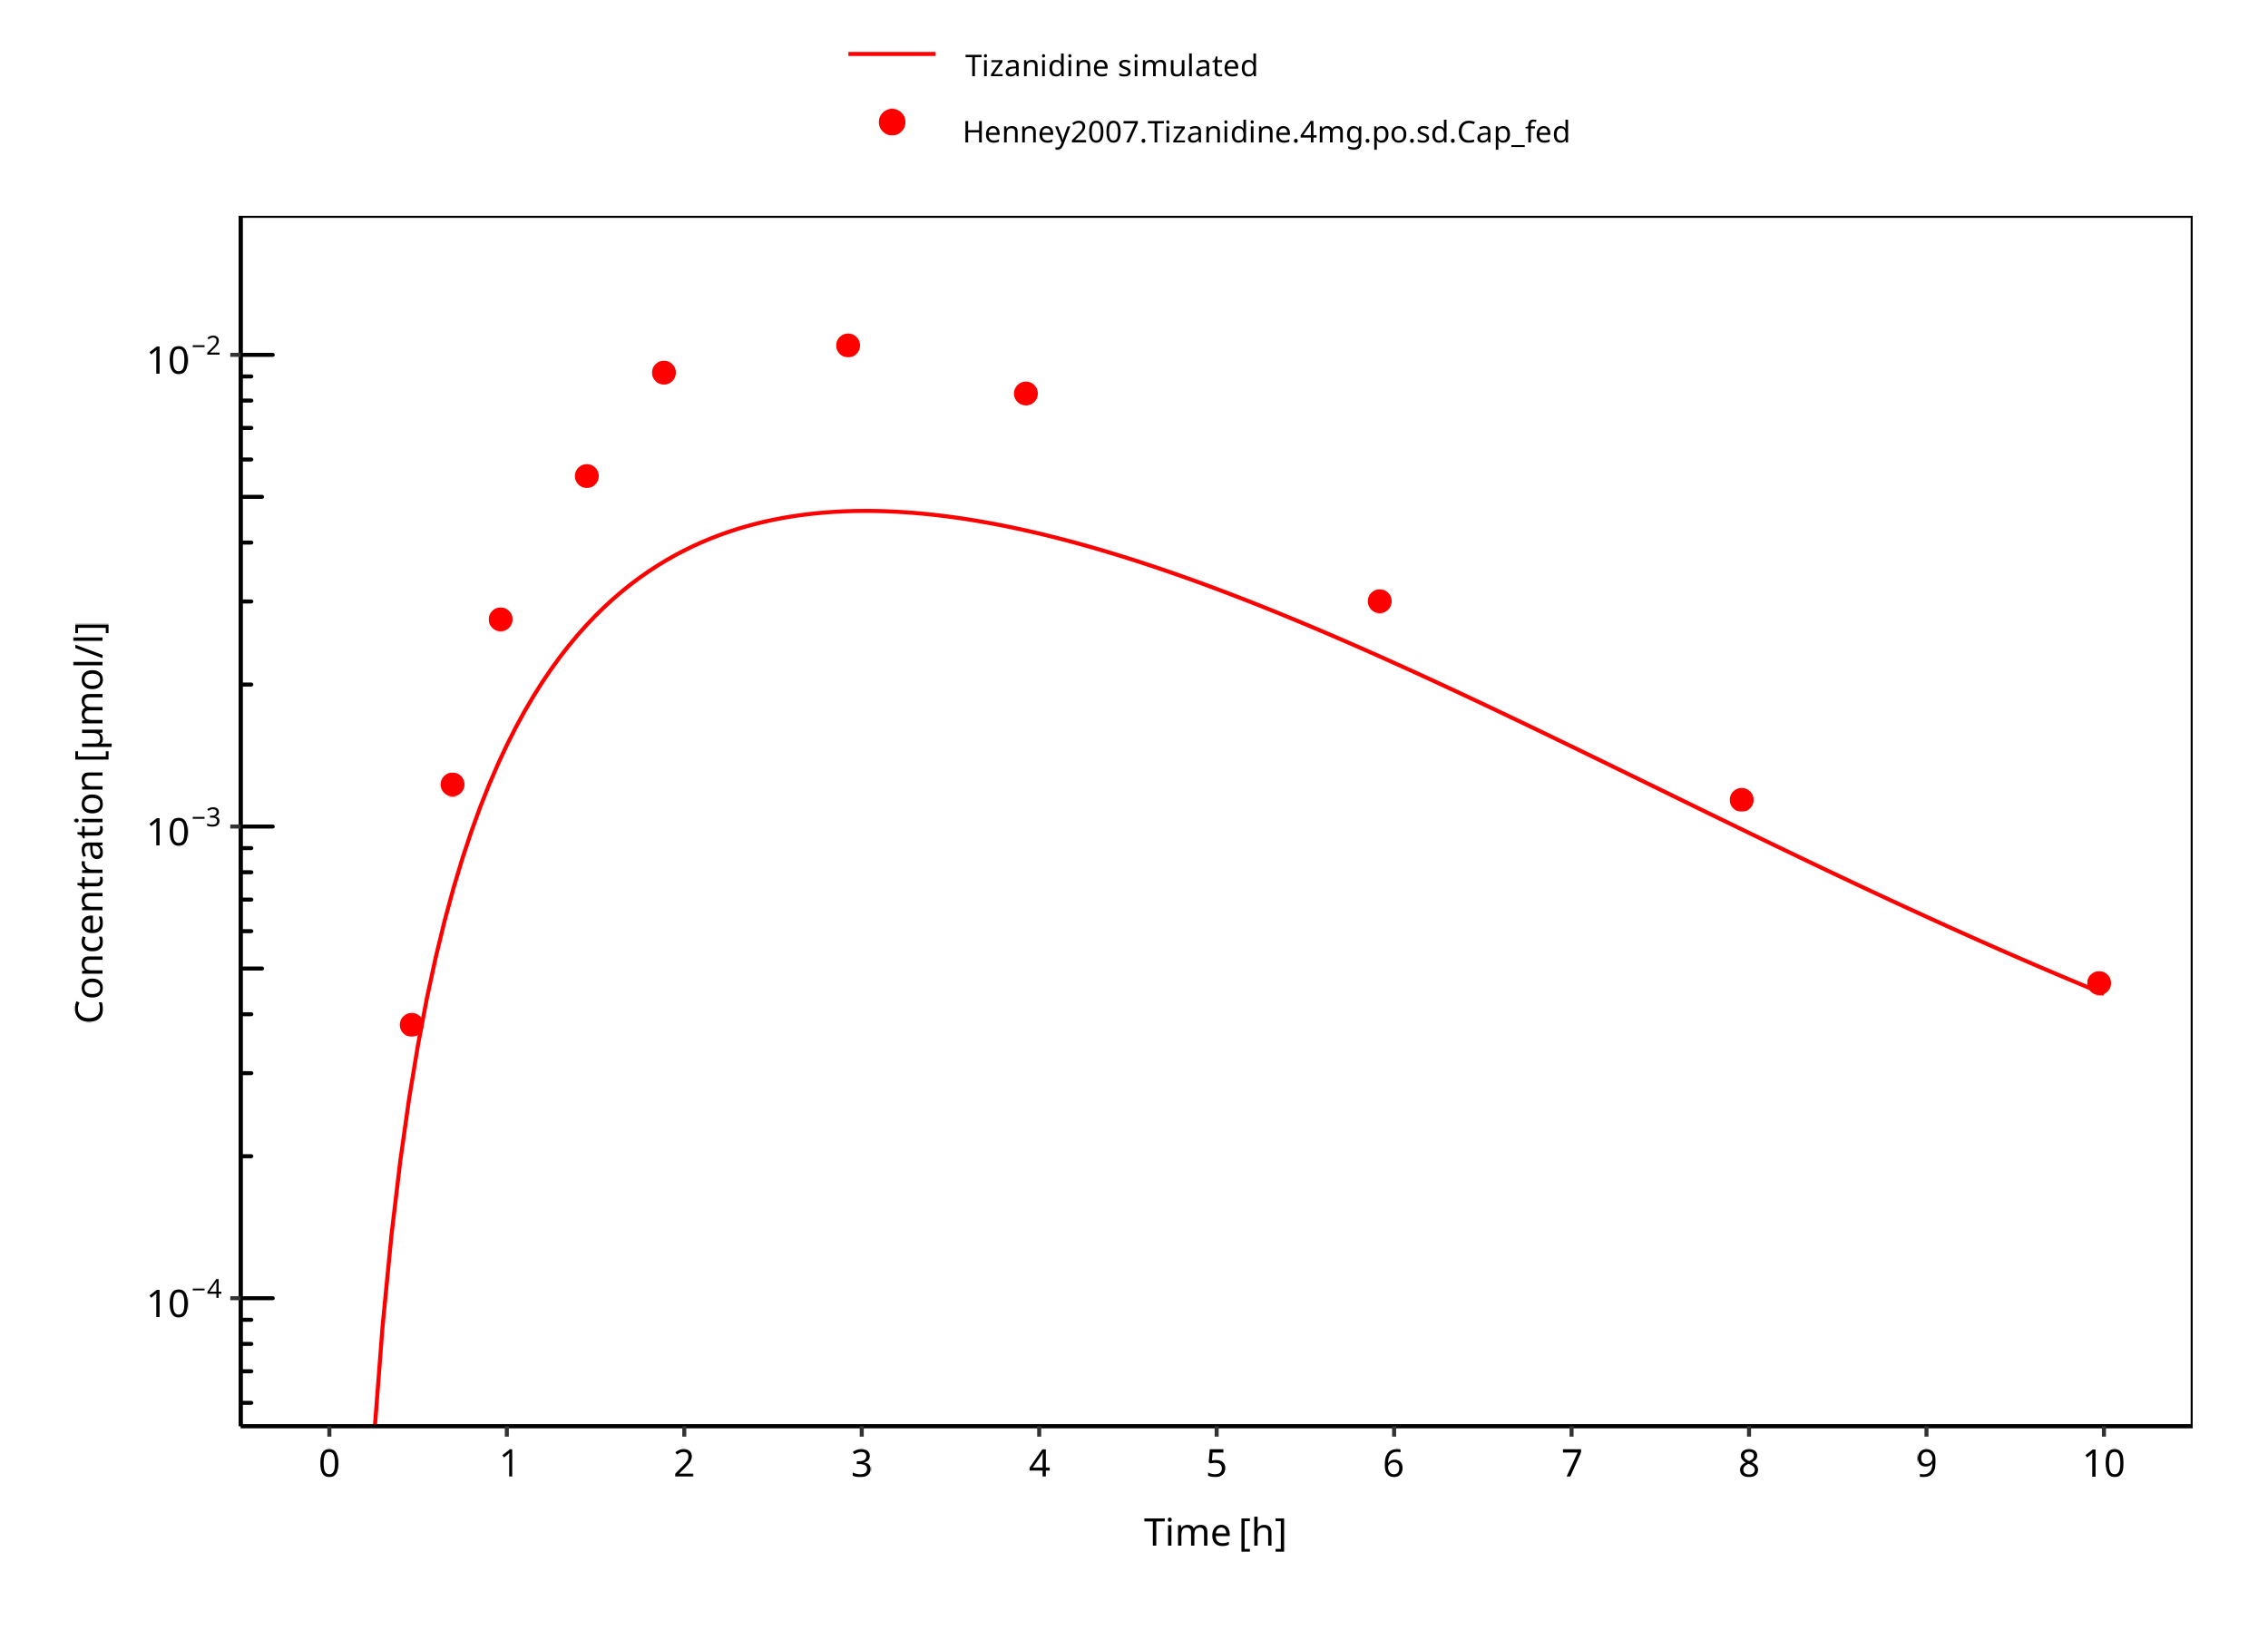 Tizanidine simulated
Henney2007.Tizanidine.4mg.po.sd.Cap_fed
Concentration [µmol/l]
10⁻²
10⁻³
10⁻⁴
0 1 2 3 4 5 6 7 8 9 10
Time [h]